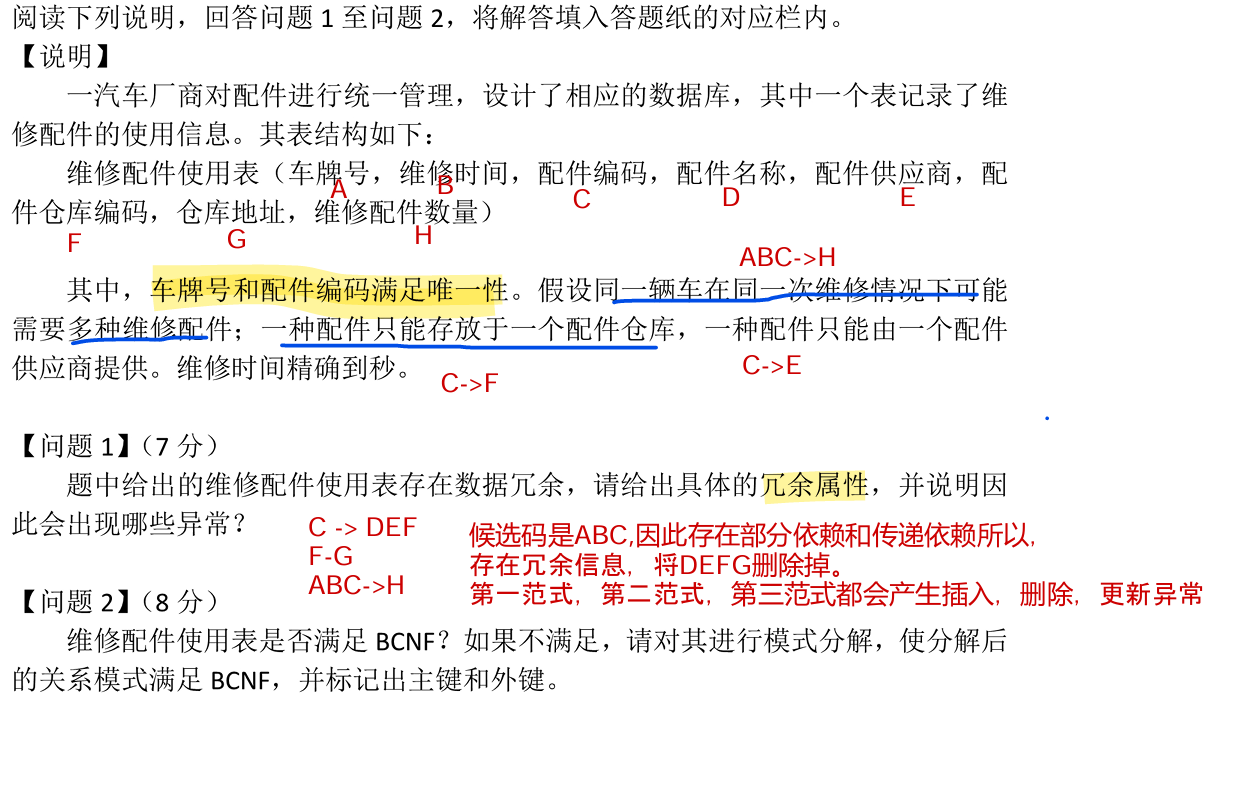 阅读下列说明，回答问题 1 至问题 2，将解答填入答题纸的对应栏内。
【说明】
一汽车厂商对配件进行统一管理，设计了相应的数据库，其中一个表记录了维
修配件的使用信息。其表结构如下：
维修配件使用表（车牌号，维修时间，配件编码，配件名称，配件供应商，配
A B C D E
件仓库编码，仓库地址，维修配件数量）
F G H
ABC->H
其中，车牌号和配件编码满足唯一性。假设同一辆车在同一次维修情况下可能
需要多种维修配件；一种配件只能存放于一个配件仓库，一种配件只能由一个配件
供应商提供。维修时间精确到秒。
C->F C->E
【问题 1】（7 分）
题中给出的维修配件使用表存在数据冗余，请给出具体的冗余属性，并说明因
此会出现哪些异常？
C -> DEF
F-G
ABC->H
候选码是ABC,因此存在部分依赖和传递依赖所以,
存在冗余信息，将DEFG删除掉。
第一范式，第二范式，第三范式都会产生插入，删除，更新异常
【问题 2】（8 分）
维修配件使用表是否满足 BCNF？如果不满足，请对其进行模式分解，使分解后
的关系模式满足 BCNF，并标记出主键和外键。